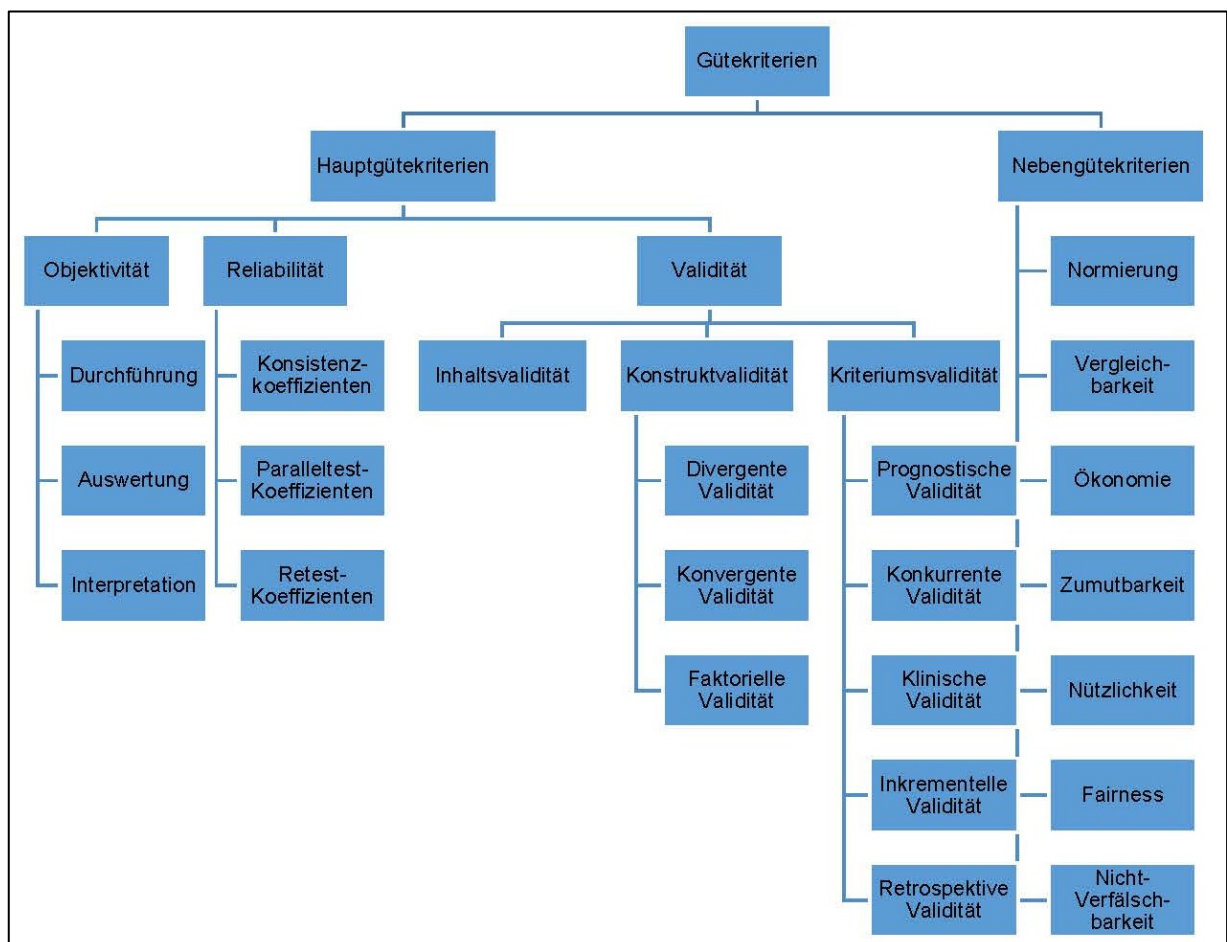 Gütekriterien
Hauptgütekriterien
Nebengütekriterien
Objektivität
Reliabilität
Validität
Normierung
Durchführung
Konsistenz-
koeffizienten
Inhaltsvalidität
Konstruktvalidität
Kriteriumsvalidität
Vergleich-
barkeit
Auswertung
Paralleltest-
Koeffizienten
Divergente
Validität
Prognostische
Validität
Ökonomie
Interpretation
Retest-
Koeffizienten
Konvergente
Validität
Konkurrente
Validität
Zumutbarkeit
Faktorielle
Validität
Klinische
Validität
Nützlichkeit
Inkrementelle
Validität
Fairness
Retrospektive
Validität
Nicht-
Verfälsch-
barkeit